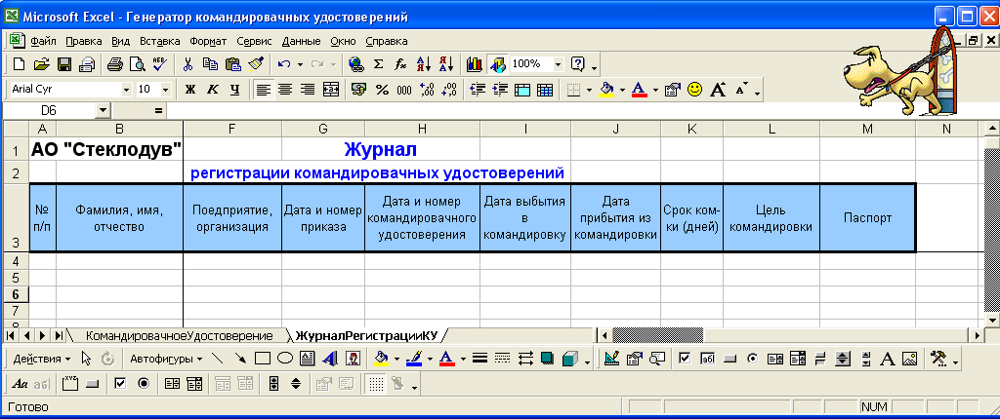 Microsoft Excel - Генератор командировачных удостоверений
Файл Правка Вид Вставка Формат Сервис Данные Окно Справка
100%
Arial Cyr 10 Ж К Ч % 000
D6 =
A B F G H I J K L M N
1 АО "Стеклодув" Журнал
2 регистрации командировачных удостоверений
№ п/п
Фамилия, имя, отчество
Поедприятие, организация
Дата и номер приказа
Дата и номер командировачного удостоверения
Дата выбытия в командировку
Дата прибытия из командировки
Срок ком-ки (дней)
Цель командировки
Паспорт
3
4
5
6
7
8
КомандировачноеУдостоверение ЖурналРегистрацииКУ
Действия Автофигуры
Готово NUM